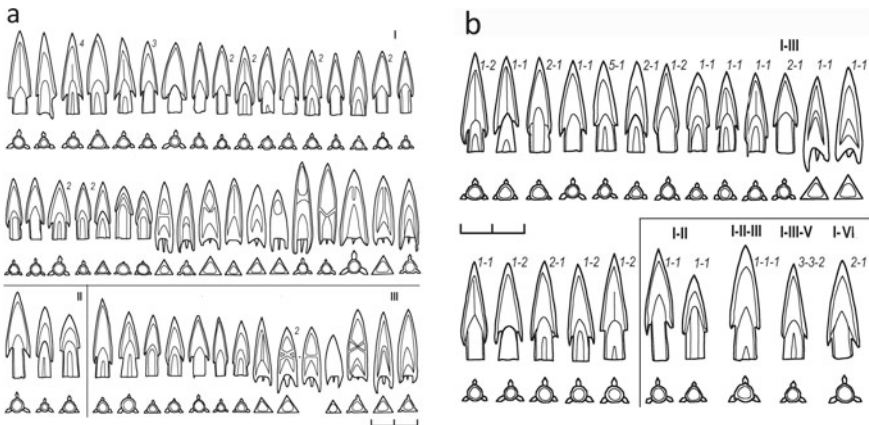 a
I
4 3 2 2 2 2
2 2
II III
2
b
I-III
1-2 1-1 2-1 1-1 5-1 2-1 1-2 1-1 1-1 1-1 2-1 1-1 1-1
I-II I-II-III I-III-V I-VI
1-1 1-2 2-1 1-2 1-2 1-1 1-1 1-1-1 3-3-2 2-1